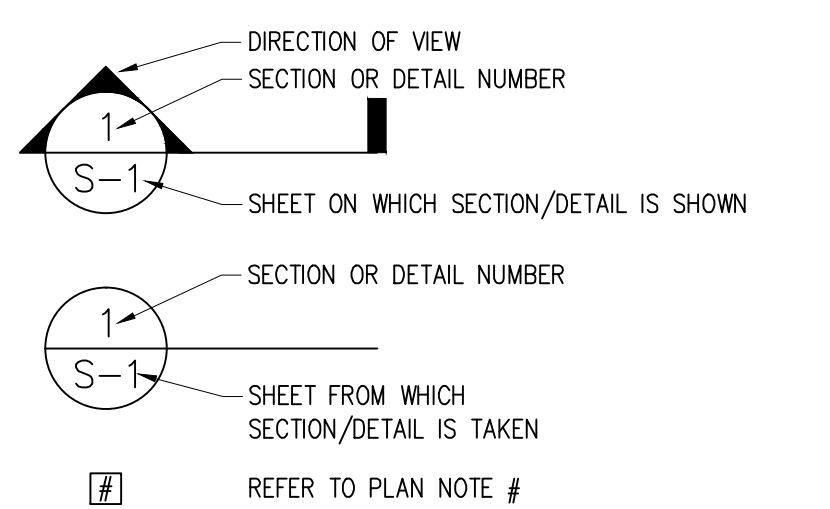 DIRECTION OF VIEW
SECTION OR DETAIL NUMBER
1
S-1
SHEET ON WHICH SECTION/DETAIL IS SHOWN
SECTION OR DETAIL NUMBER
1
S-1
SHEET FROM WHICH
SECTION/DETAIL IS TAKEN
# REFER TO PLAN NOTE #